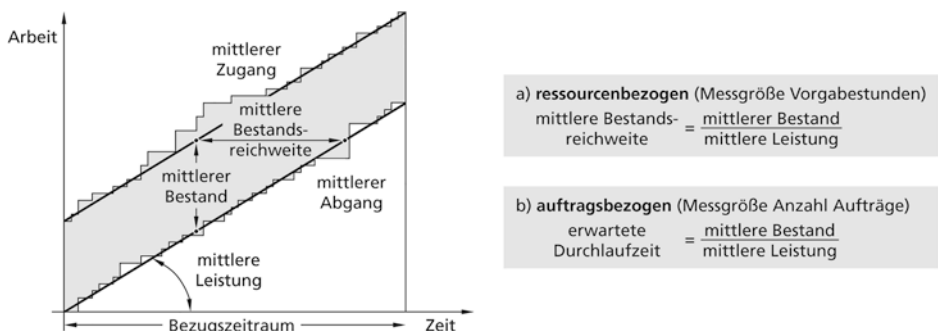 Arbeit
mittlerer
Zugang
mittlere
Bestands-
reichweite
mittlerer
Bestand
mittlerer
Abgang
mittlere
Leistung
Bezugszeitraum
Zeit
a) ressourcenbezogen (Messgröße Vorgabestunden)
mittlere Bestands-
reichweite
= mittlerer Bestand
mittlere Leistung
b) auftragsbezogen (Messgröße Anzahl Aufträge)
erwartete
Durchlaufzeit
= mittlere Bestand
mittlere Leistung